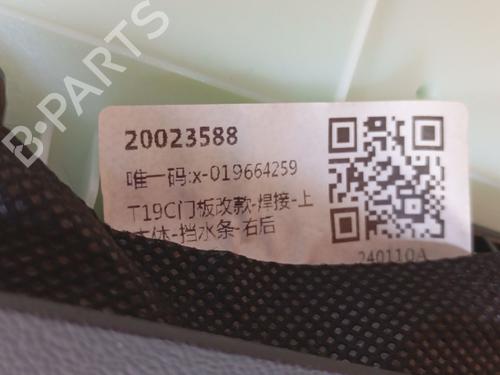 20023588
唯一码:x-019664259
T19C门板改款-焊接-上
本体-挡水条-右后
240110A
B-PARTS